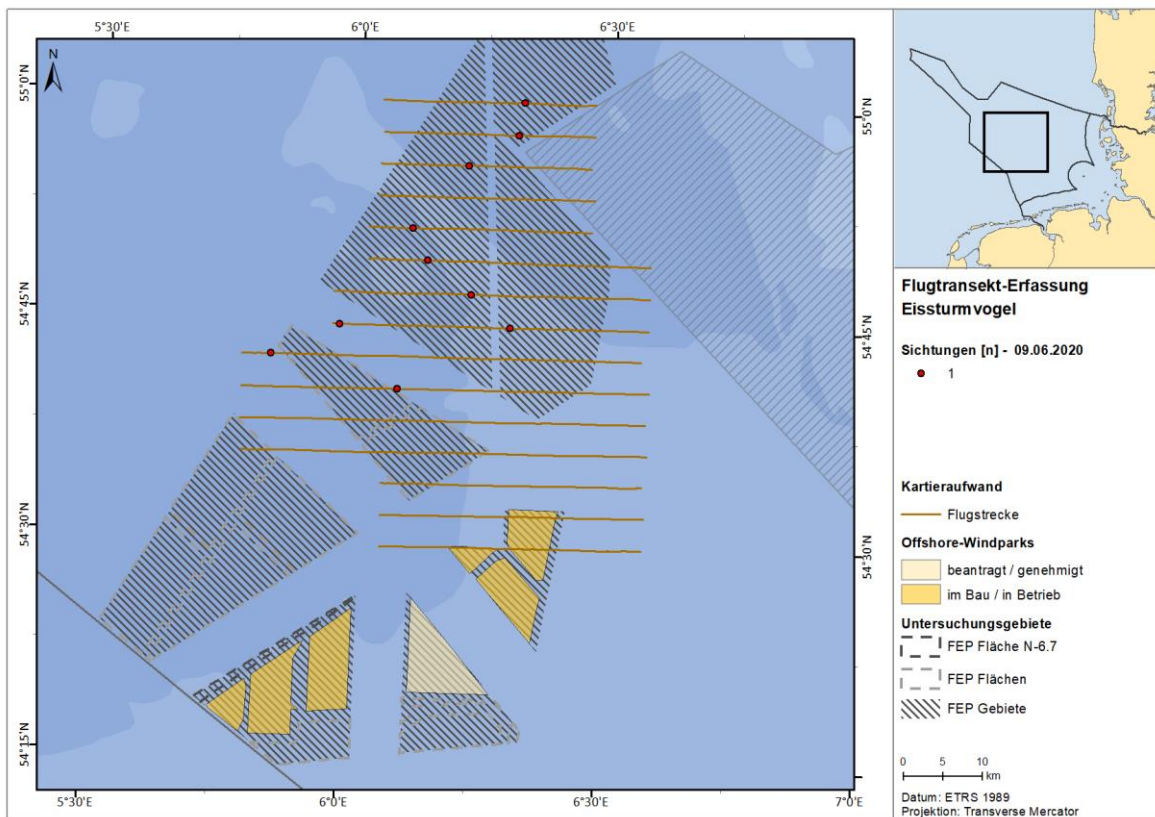 5°30'E
6°0'E
6°30'E
N
55°0'N
54°45'N
54°30'N
54°15'N
55°0'N
54°45'N
54°30'N
5°30'E
6°0'E
6°30'E
7°0'E
Flugtransekt-Erfassung
Eissturmvogel
Sichtungen [n] - 09.06.2020
1
Kartieraufwand
Flugstrecke
Offshore-Windparks
beantragt / genehmigt
im Bau / in Betrieb
Untersuchungsgebiete
FEP Fläche N-6.7
FEP Flächen
FEP Gebiete
0 5 10
km
Datum: ETRS 1989
Projektion: Transverse Mercator